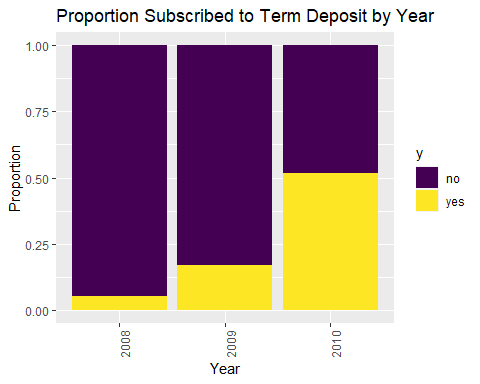 Proportion Subscribed to Term Deposit by Year
1.00
0.75
0.50
0.25
0.00
Proportion
2008
2009
2010
Year
y
no
yes